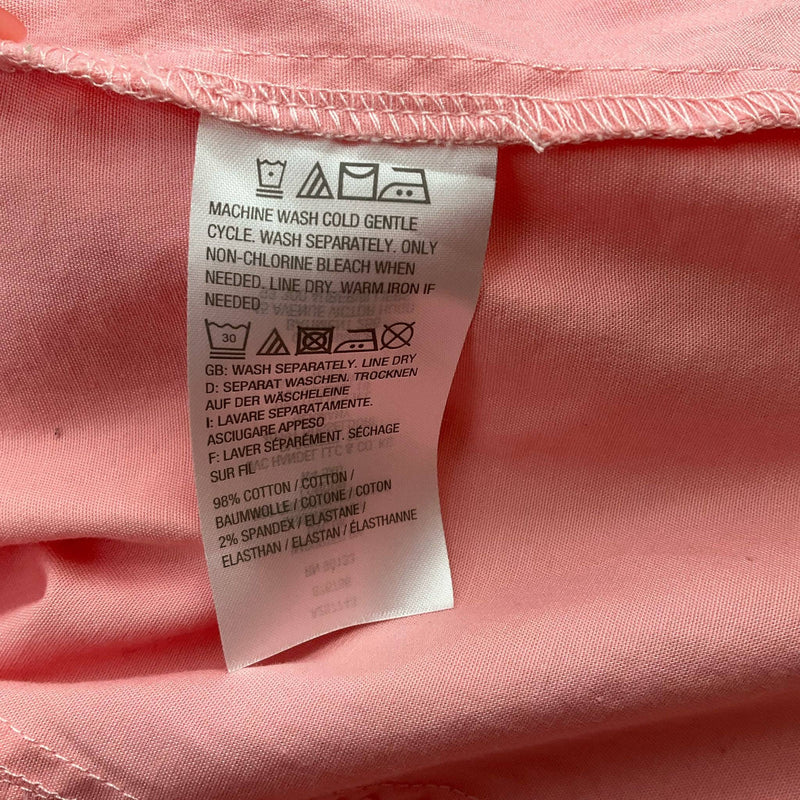 MACHINE WASH COLD GENTLE
CYCLE. WASH SEPARATELY. ONLY
NON-CHLORINE BLEACH WHEN
NEEDED. LINE DRY. WARM IRON IF
NEEDED
30
GB: WASH SEPARATELY. LINE DRY
D: SEPARAT WASCHEN. TROCKNEN
AUF DER WÄSCHELEINE
I: LAVARE SEPARATAMENTE.
ASCIUGARE APPESO
F: LAVER SÉPARÉMENT. SÉCHAGE
SUR FIL
98% COTTON / COTTON /
BAUMWOLLE / COTONE / COTON
2% SPANDEX / ELASTANE /
ELASTHAN / ELASTAN / ÉLASTHANNE